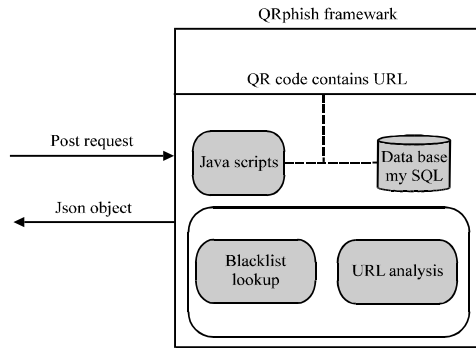 QRphish framewark
QR code contains URL
Post request
Java scripts
Data base
my SQL
Json object
Blacklist
lookup
URL analysis